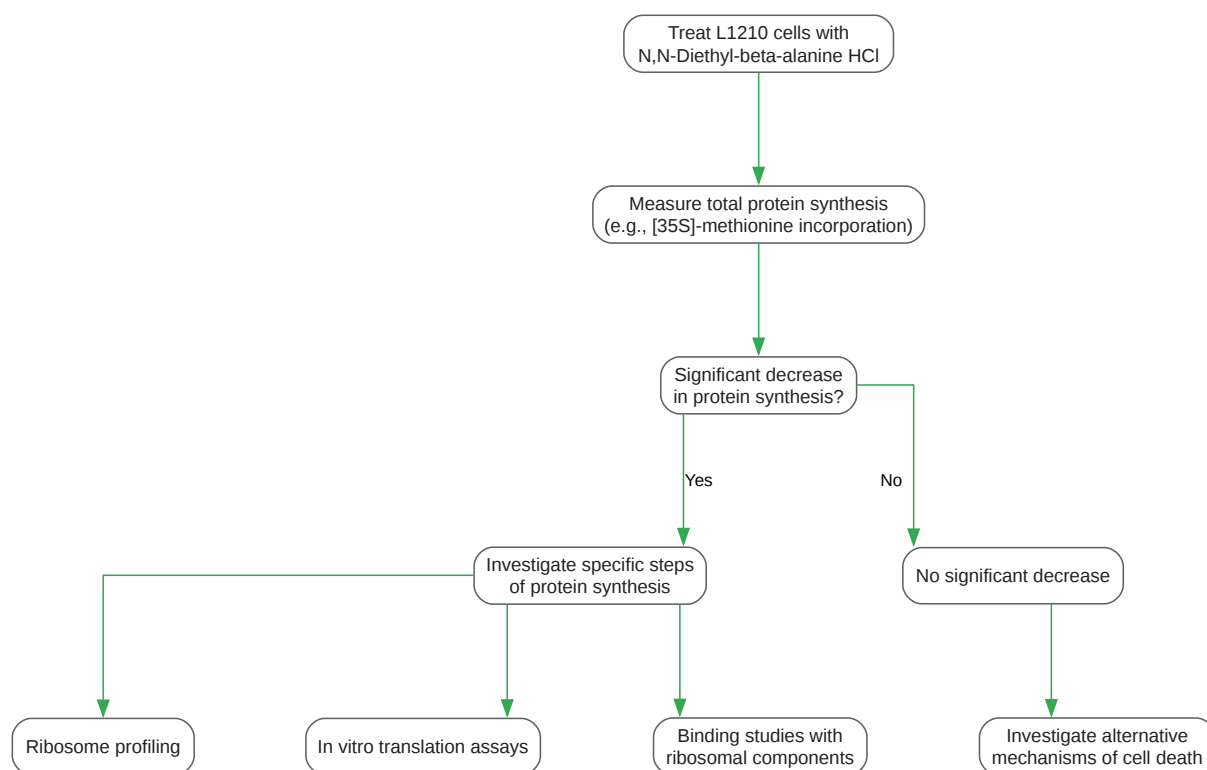 Treat L1210 cells with
N,N-Diethyl-beta-alanine HCl
Measure total protein synthesis
(e.g., [35S]-methionine incorporation)
Significant decrease
in protein synthesis?
Yes
No
Investigate specific steps
of protein synthesis
No significant decrease
Ribosome profiling
In vitro translation assays
Binding studies with
ribosomal components
Investigate alternative
mechanisms of cell death